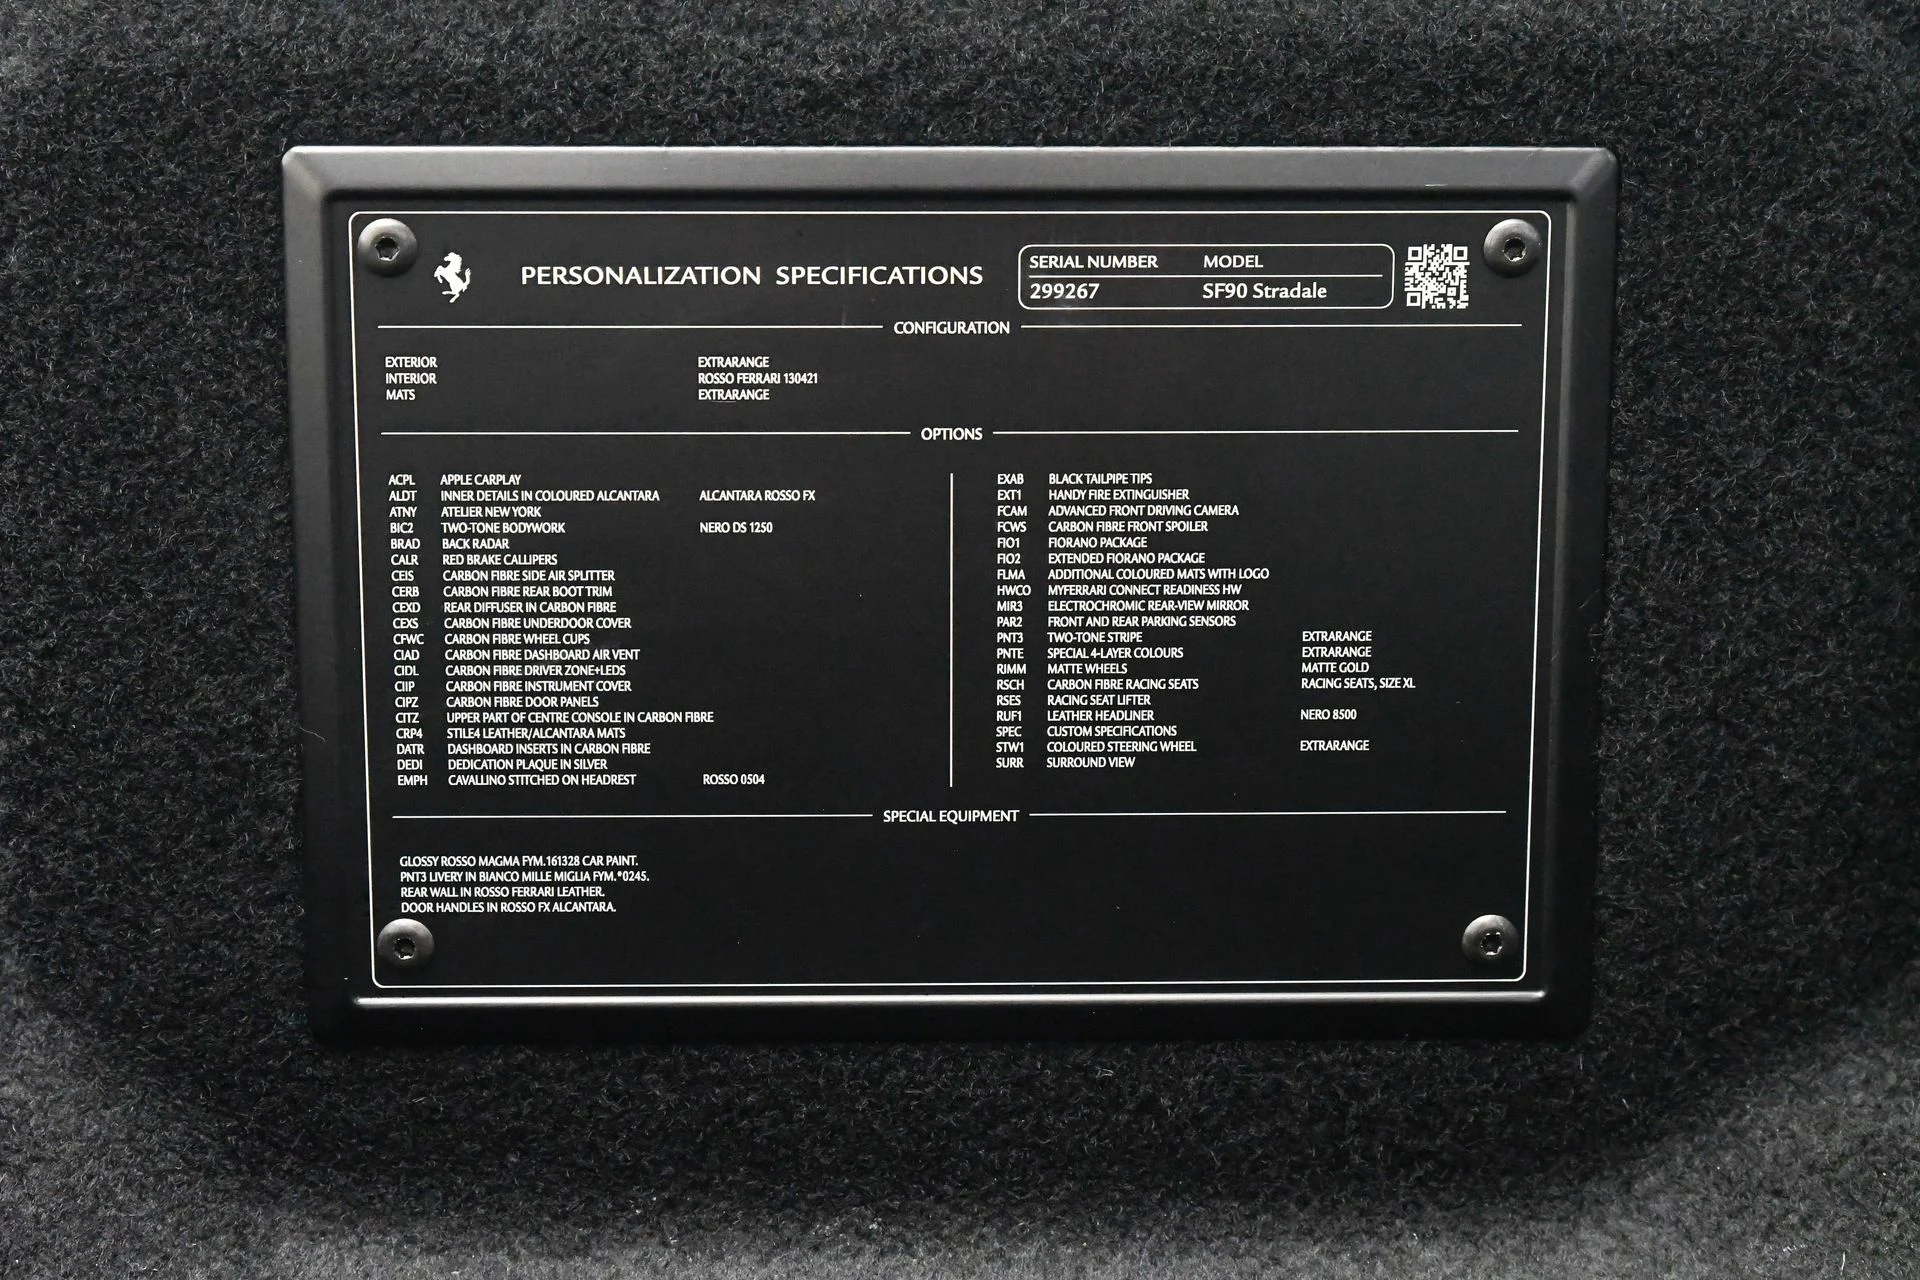 PERSONALIZATION SPECIFICATIONS
SERIAL NUMBER MODEL
299267 SF90 Stradale
CONFIGURATION
EXTERIOR EXTRARANGE
INTERIOR ROSSO FERRARI 130421
MATS EXTRARANGE
OPTIONS
ACPL APPLE CARPLAY
ALDT INNER DETAILS IN COLOURED ALCANTARA ALCANTARA ROSSO FX
ATNY ATELIER NEW YORK
BIC2 TWO-TONE BODYWORK NERO DS 1250
BRAD BACK RADAR
CALR RED BRAKE CALLIPERS
CEIS CARBON FIBRE SIDE AIR SPLITTER
CERB CARBON FIBRE REAR BOOT TRIM
CEXD REAR DIFFUSER IN CARBON FIBRE
CEXS CARBON FIBRE UNDERDOOR COVER
CFWC CARBON FIBRE WHEEL CUPS
CIAD CARBON FIBRE DASHBOARD AIR VENT
CIDL CARBON FIBRE DRIVER ZONE+LEDS
CIIP CARBON FIBRE INSTRUMENT COVER
CIPZ CARBON FIBRE DOOR PANELS
CITZ UPPER PART OF CENTRE CONSOLE IN CARBON FIBRE
CRP4 STILE4 LEATHER/ALCANTARA MATS
DATR DASHBOARD INSERTS IN CARBON FIBRE
DEDI DEDICATION PLAQUE IN SILVER
EMPH CAVALLINO STITCHED ON HEADREST ROSSO 0504
EXAB BLACK TAILPIPE TIPS
EXT1 HANDY FIRE EXTINGUISHER
FCAM ADVANCED FRONT DRIVING CAMERA
FCWS CARBON FIBRE FRONT SPOILER
FIO1 FIORANO PACKAGE
FIO2 EXTENDED FIORANO PACKAGE
FLMA ADDITIONAL COLOURED MATS WITH LOGO
HWCO MYFERRARI CONNECT READINESS HW
MIR3 ELECTROCHROMIC REAR-VIEW MIRROR
PAR2 FRONT AND REAR PARKING SENSORS
PNT3 TWO-TONE STRIPE EXTRARANGE
PNTE SPECIAL 4-LAYER COLOURS EXTRARANGE
RIMM MATTE WHEELS MATTE GOLD
RSCH CARBON FIBRE RACING SEATS RACING SEATS, SIZE XL
RSES RACING SEAT LIFTER
RUF1 LEATHER HEADLINER NERO 8500
SPEC CUSTOM SPECIFICATIONS
STW1 COLOURED STEERING WHEEL EXTRARANGE
SURR SURROUND VIEW
SPECIAL EQUIPMENT
GLOSSY ROSSO MAGMA FYM.161328 CAR PAINT.
PNT3 LIVERY IN BIANCO MILLE MIGLIA FYM.*0245.
REAR WALL IN ROSSO FERRARI LEATHER.
DOOR HANDLES IN ROSSO FX ALCANTARA.